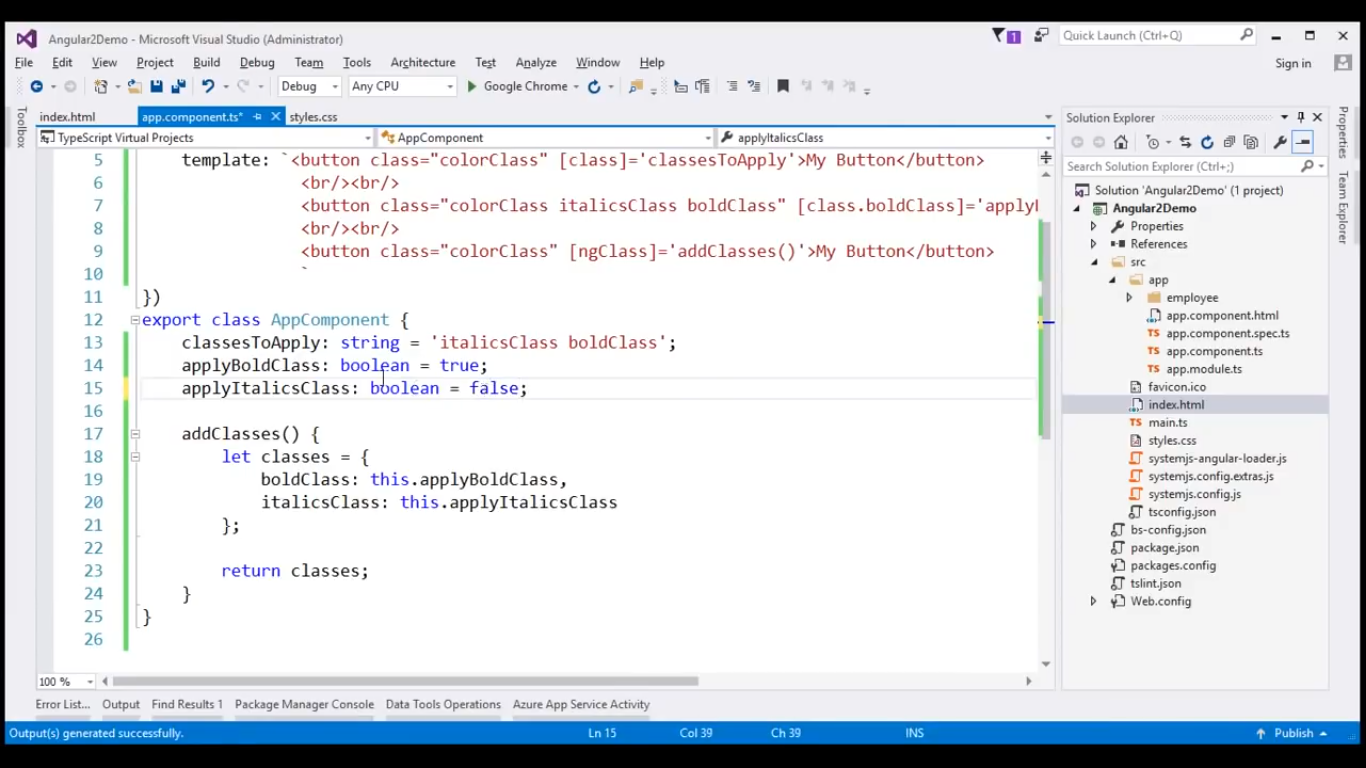 Angular2Demo - Microsoft Visual Studio (Administrator)
1
Quick Launch (Ctrl+Q)
File Edit View Project Build Debug Team Tools Architecture Test Analyze Window Help
Sign in
Debug Any CPU Google Chrome
Toolbox
index.html app.component.ts* styles.css
TypeScript Virtual Projects AppComponent applyItalicsClass
5 template: `<button class="colorClass" [class]='classesToApply'>My Button</button>
6 <br/><br/>
7 <button class="colorClass italicsClass boldClass" [class.boldClass]='apply
8 <br/><br/>
9 <button class="colorClass" [ngClass]='addClasses()'>My Button</button>
10 `
11 })
12 export class AppComponent {
13 classesToApply: string = 'italicsClass boldClass';
14 applyBoldClass: boolean = true;
15 applyItalicsClass: boolean = false;
16
17 addClasses() {
18 let classes = {
19 boldClass: this.applyBoldClass,
20 italicsClass: this.applyItalicsClass
21 };
22
23 return classes;
24 }
25 }
26
100 %
Solution Explorer
Search Solution Explorer (Ctrl+;)
Solution 'Angular2Demo' (1 project)
Angular2Demo
Properties
References
src
app
employee
app.component.html
TS app.component.spec.ts
TS app.component.ts
TS app.module.ts
favicon.ico
index.html
TS main.ts
styles.css
systemjs-angular-loader.js
systemjs.config.extras.js
systemjs.config.js
tsconfig.json
bs-config.json
package.json
packages.config
tslint.json
Web.config
Properties
Team Explorer
Error List... Output Find Results 1 Package Manager Console Data Tools Operations Azure App Service Activity
Output(s) generated successfully. Ln 15 Col 39 Ch 39 INS Publish